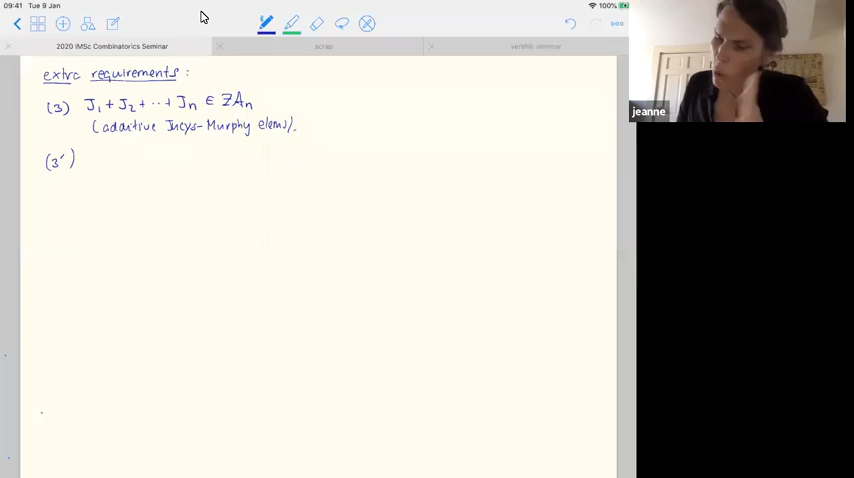 09:41 Tue 9 Jan
100%
2020 IMSc Combinatorics Seminar
scrap
vershik seminar
jeanne
extra requirements :
(3) J₁ + J₂ + ⋯ + Jₙ ∈ ZAₙ
(additive Jucys-Murphy elems).
(3′)